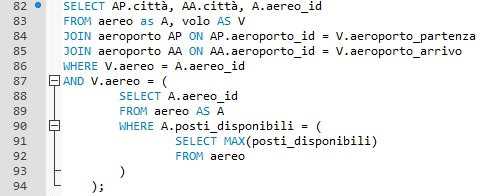 82 SELECT AP.città, AA.città, A.aereo_id
83 FROM aereo as A, volo AS V
84 JOIN aeroporto AP ON AP.aeroporto_id = V.aeroporto_partenza
85 JOIN aeroporto AA ON AA.aeroporto_id = V.aeroporto_arrivo
86 WHERE V.aereo = A.aereo_id
87 AND V.aereo = (
88 SELECT A.aereo_id
89 FROM aereo AS A
90 WHERE A.posti_disponibili = (
91 SELECT MAX(posti_disponibili)
92 FROM aereo
93 )
94 );